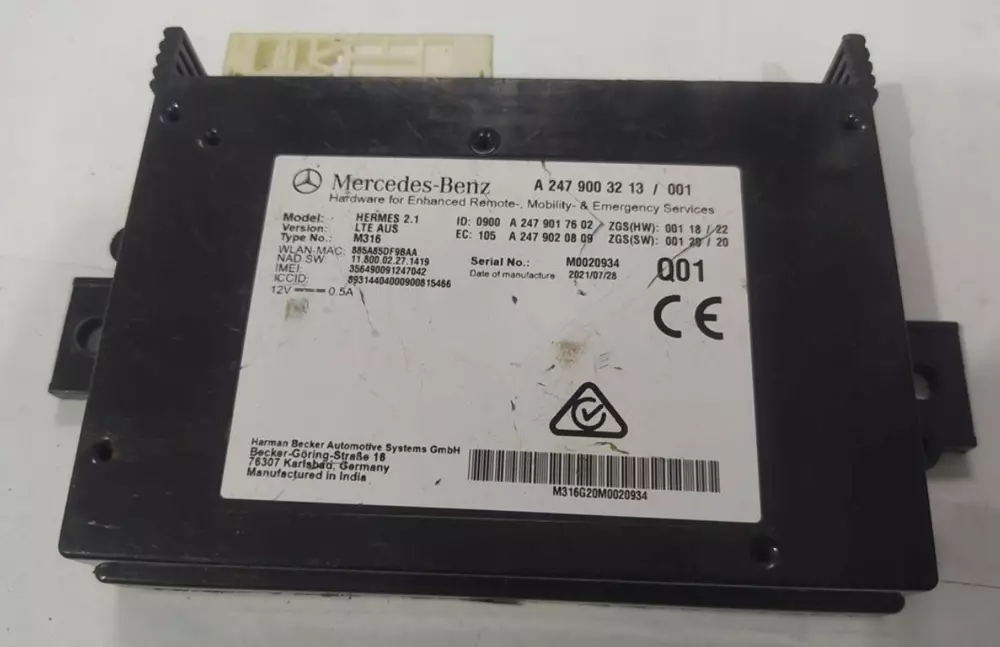 Mercedes-Benz A 247 900 3213 / 001
Hardware for Enhanced Remote-, Mobility- & Emergency Services
Model: HERMES 2.1 ID: 0900 A 247 901 76 02 ZGS(HW): 001 18 / 22
Version: LTE AUS EC: 105 A 247 902 08 09 ZGS(SW): 001 20 / 20
Type No.: M316
WLAN-MAC: 885A85DF9BAA Serial No.: M0020934 Q01
NAD SW: 11.800.02.27.1419 Date of manufacture 2021/07/28
IMEI: 356490091247042
ICCID: 89314404000900815466
12V 0.5A
CE
Harman Becker Automotive Systems GmbH
Becker-Göring-Straße 16
76307 Karlsbad, Germany
Manufactured in India
M316G20M0020934